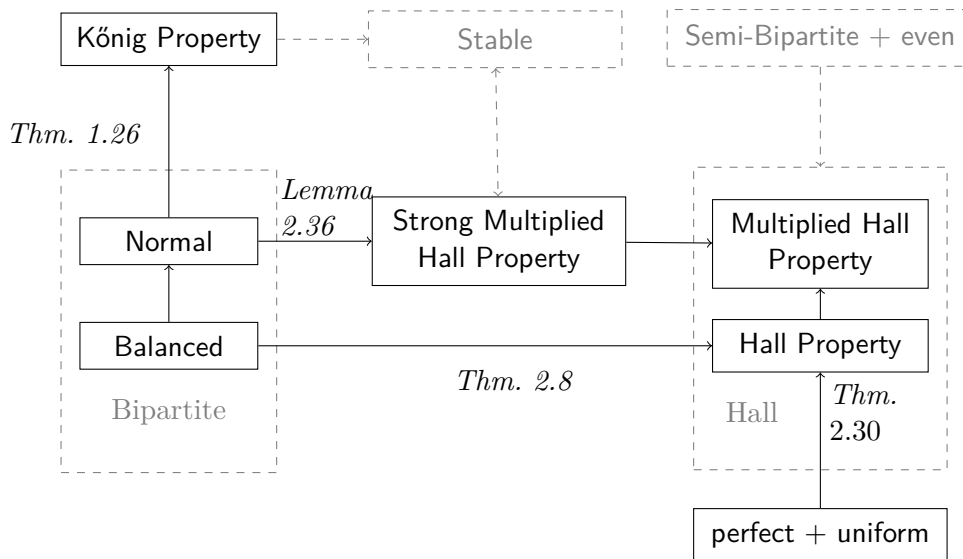 Kőnig Property
Stable
Semi-Bipartite + even
Thm. 1.26
Lemma
2.36
Normal
Strong Multiplied
Hall Property
Multiplied Hall
Property
Balanced
Hall Property
Thm. 2.8
Bipartite
Hall
Thm.
2.30
perfect + uniform